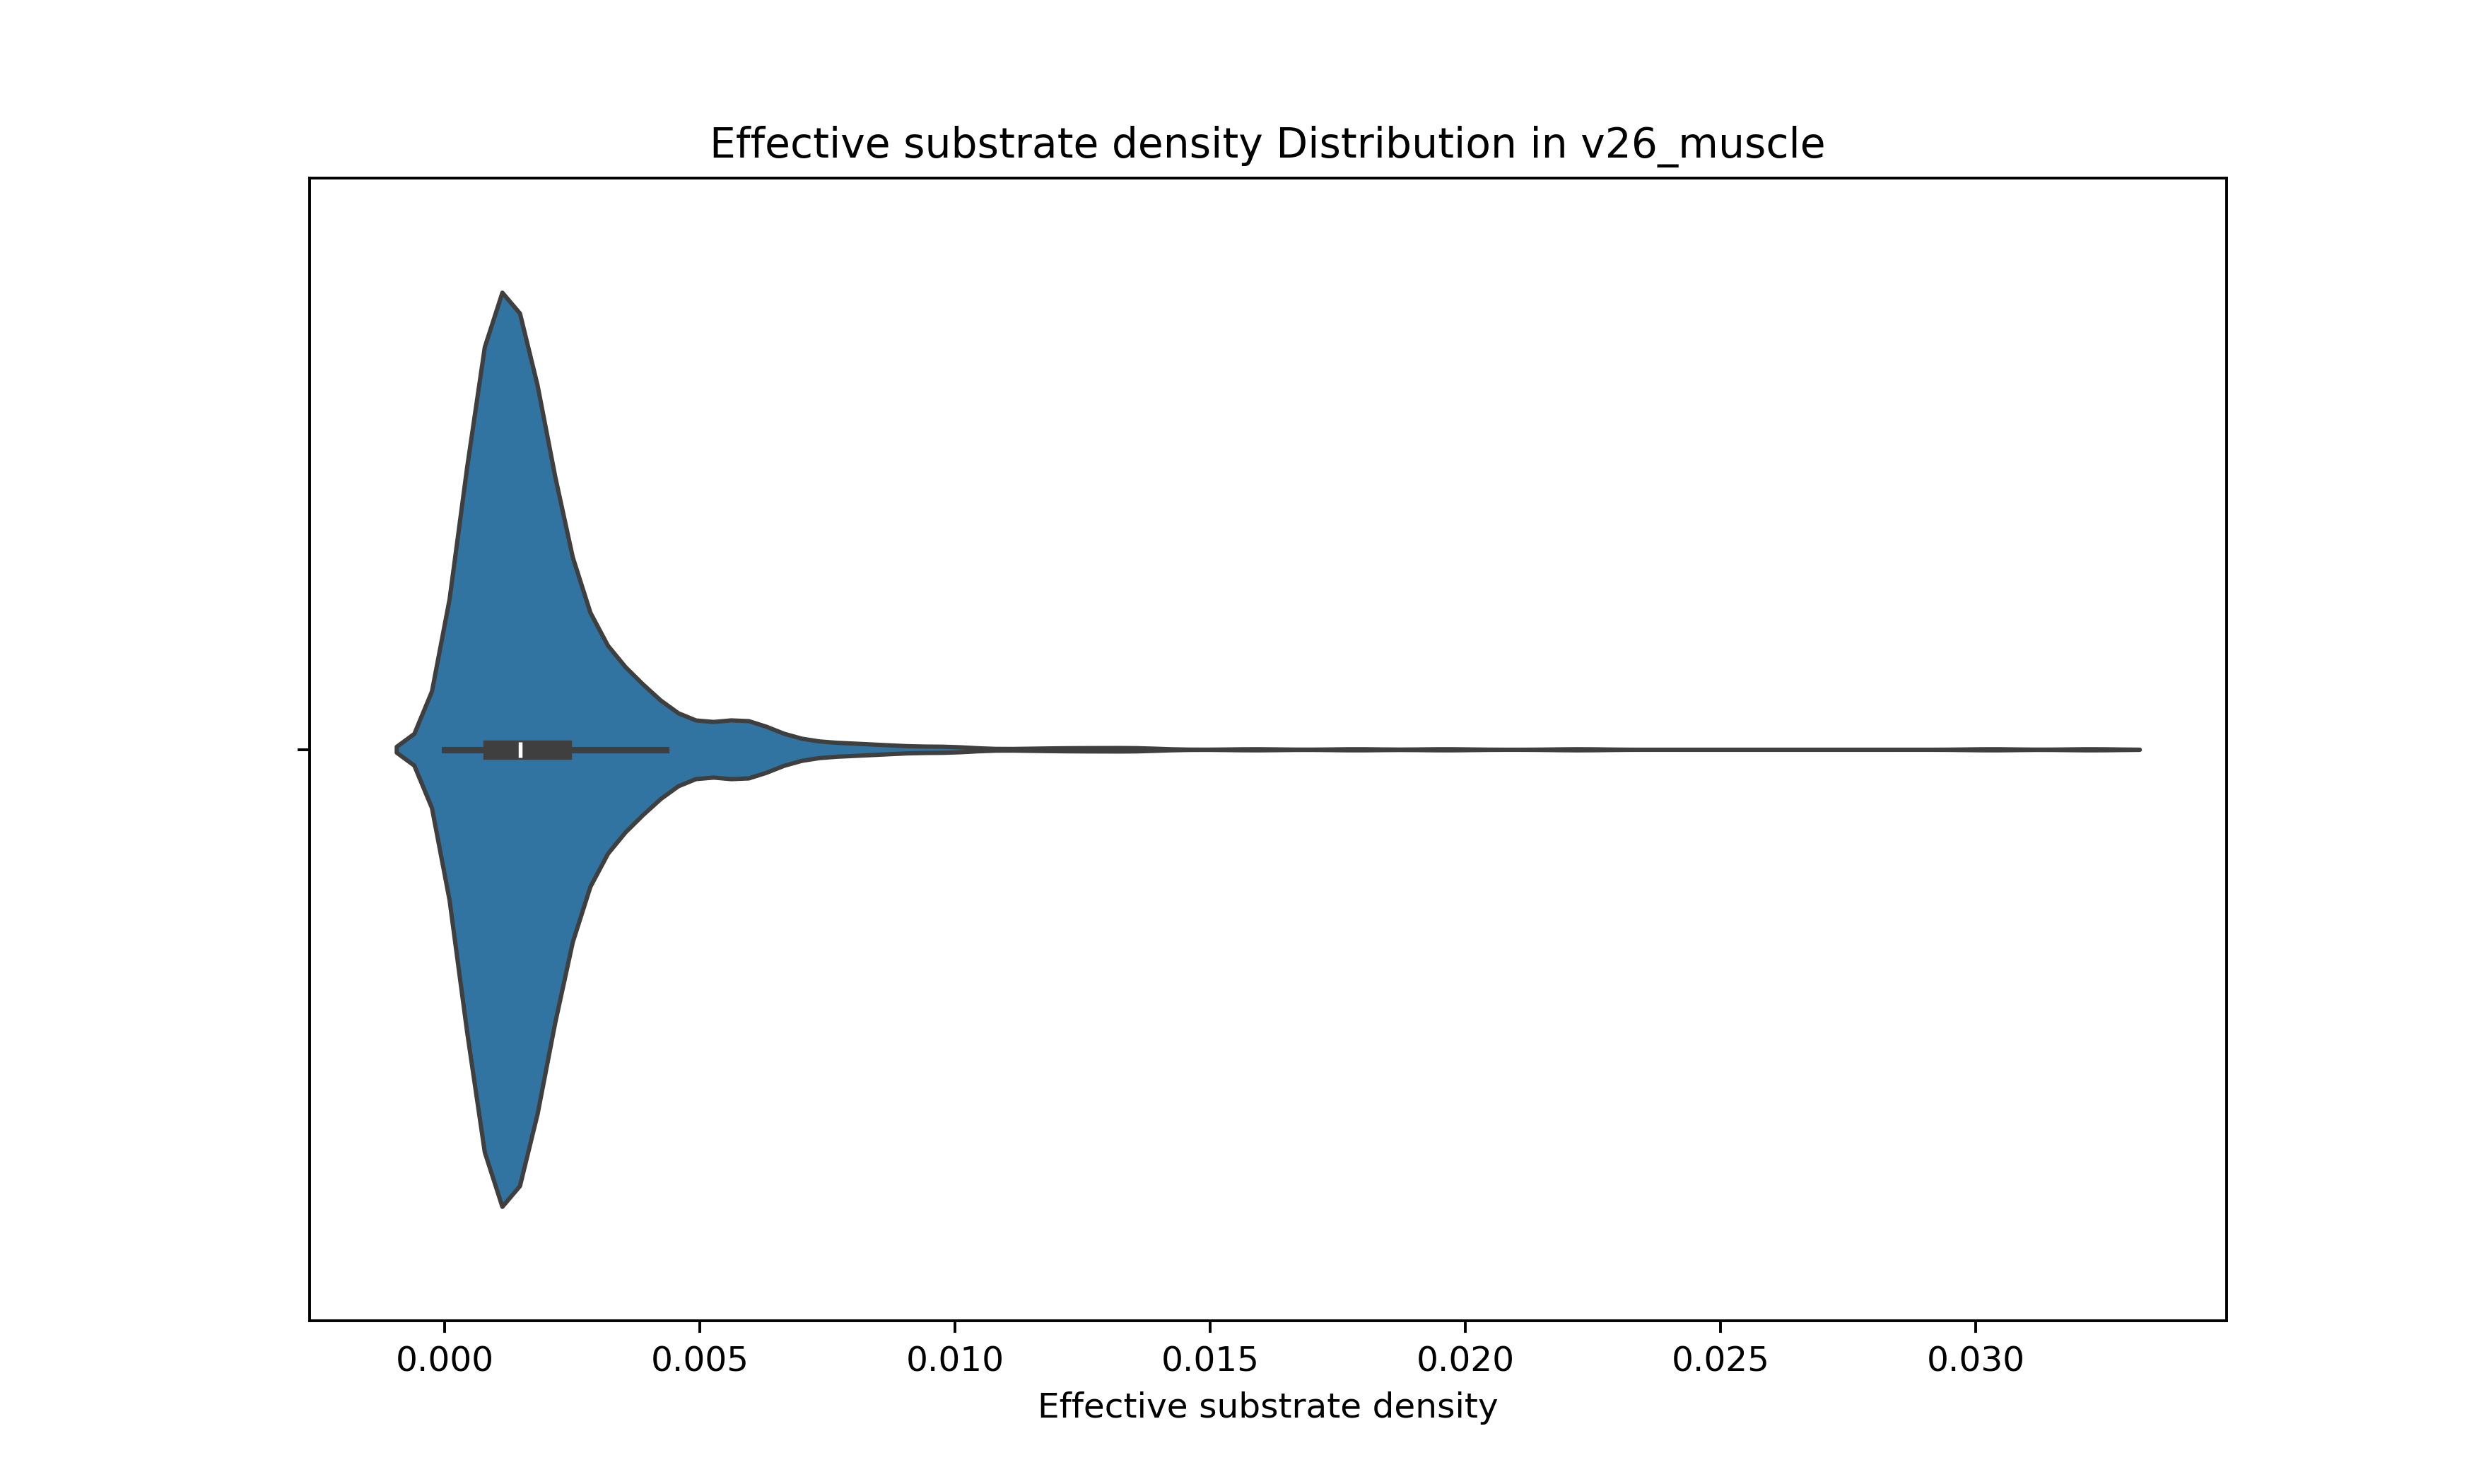 Effective substrate density Distribution in v26_muscle
0.000 0.005 0.010 0.015 0.020 0.025 0.030
Effective substrate density